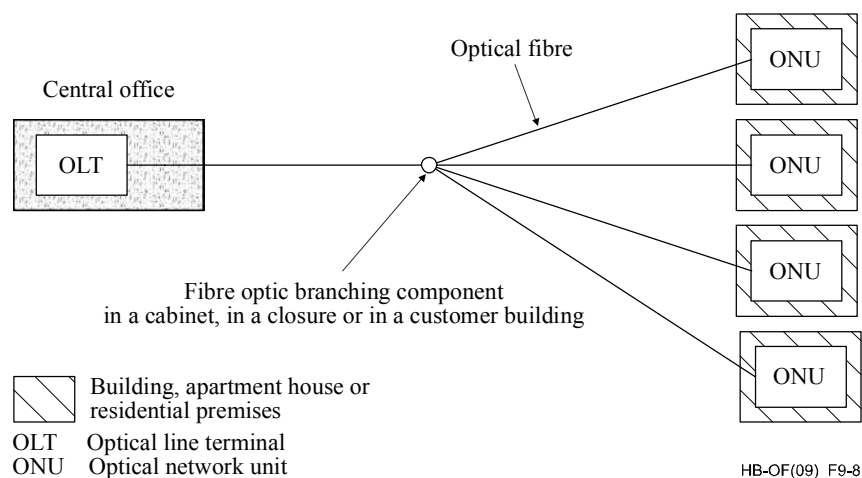 Optical fibre
Central office
OLT
ONU
ONU
ONU
ONU
Fibre optic branching component
in a cabinet, in a closure or in a customer building
Building, apartment house or
residential premises
OLT Optical line terminal
ONU Optical network unit
HB-OF(09) F9-8